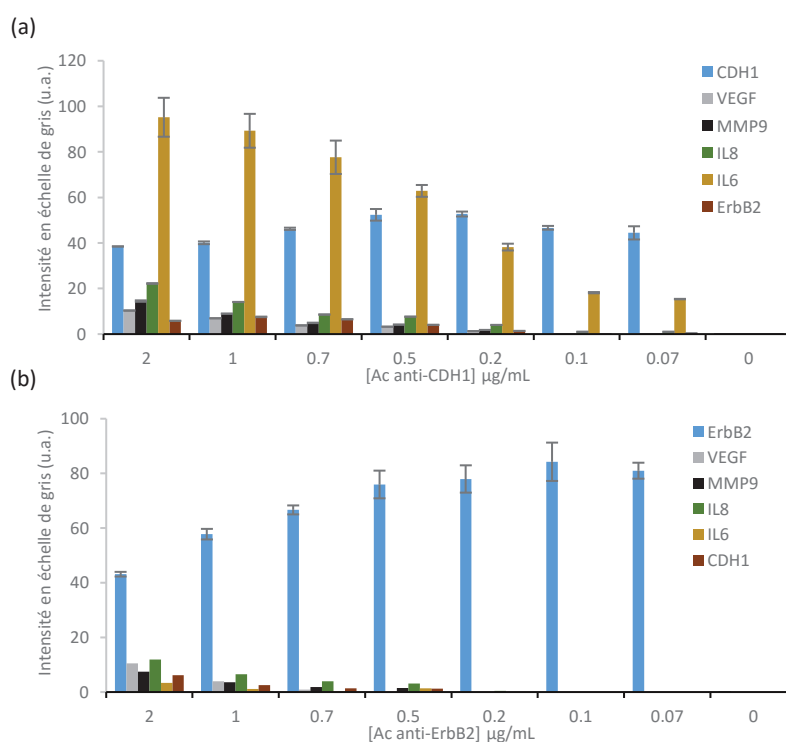 (a)
Intensité en échelle de gris (u.a.)
120
100
80
60
40
20
0
CDH1
VEGF
MMP9
IL8
IL6
ErbB2
2 1 0.7 0.5 0.2 0.1 0.07 0
[Ac anti-CDH1] µg/mL
(b)
Intensité en échelle de gris (u.a.)
100
80
60
40
20
0
ErbB2
VEGF
MMP9
IL8
IL6
CDH1
2 1 0.7 0.5 0.2 0.1 0.07 0
[Ac anti-ErbB2] µg/mL